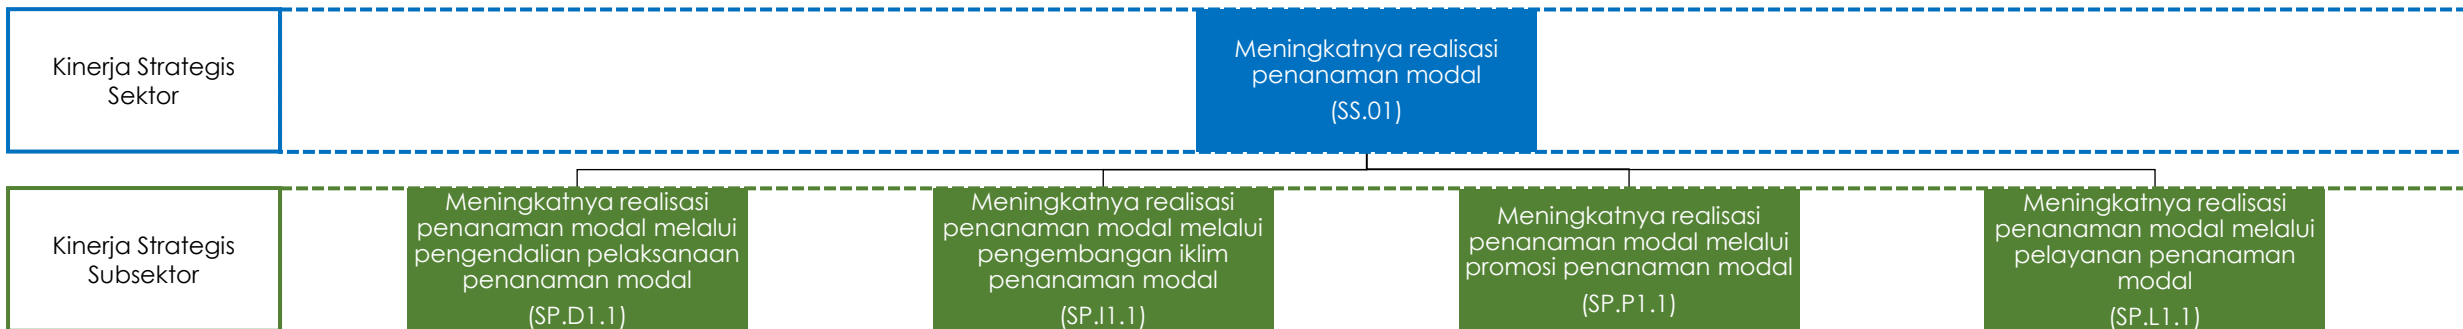 Kinerja Strategis
Sektor
Meningkatnya realisasi
penanaman modal
(SS.01)
Kinerja Strategis
Subsektor
Meningkatnya realisasi
penanaman modal melalui
pengendalian pelaksanaan
penanaman modal
(SP.D1.1)
Meningkatnya realisasi
penanaman modal melalui
pengembangan iklim
penanaman modal
(SP.I1.1)
Meningkatnya realisasi
penanaman modal melalui
promosi penanaman modal
(SP.P1.1)
Meningkatnya realisasi
penanaman modal melalui
pelayanan penanaman
modal
(SP.L1.1)